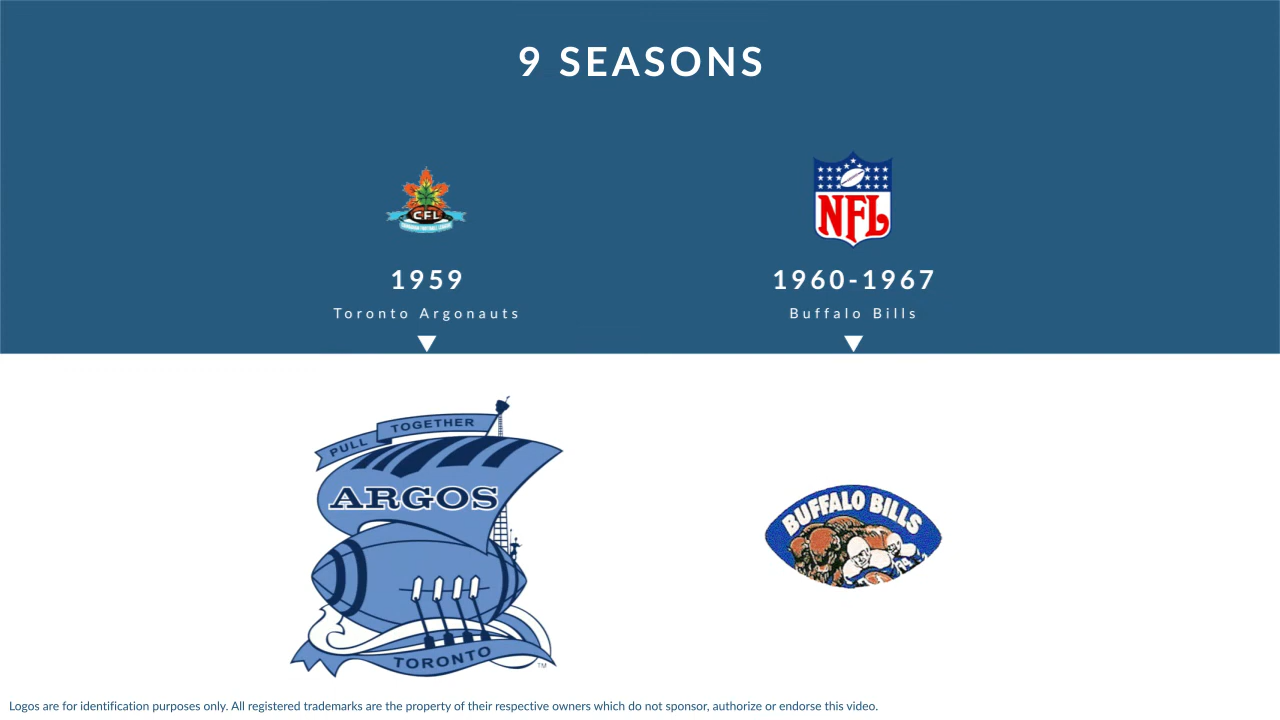 9 SEASONS
CFL
NFL
1959
1960-1967
Toronto Argonauts
Buffalo Bills
PULL TOGETHER
ARGOS
TORONTO
TM
BUFFALO BILLS
Logos are for identification purposes only. All registered trademarks are the property of their respective owners which do not sponsor, authorize or endorse this video.